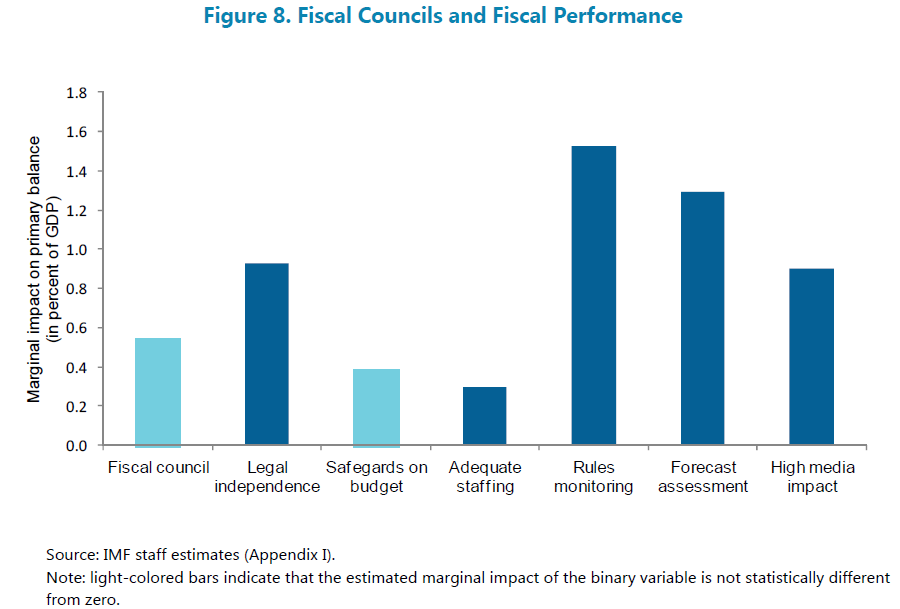 Figure 8. Fiscal Councils and Fiscal Performance
Marginal impact on primary balance
(in percent of GDP)
1.8
1.6
1.4
1.2
1.0
0.8
0.6
0.4
0.2
0.0
Fiscal council
Legal
independence
Safegards on
budget
Adequate
staffing
Rules
monitoring
Forecast
assessment
High media
impact
Source: IMF staff estimates (Appendix I).
Note: light-colored bars indicate that the estimated marginal impact of the binary variable is not statistically different
from zero.